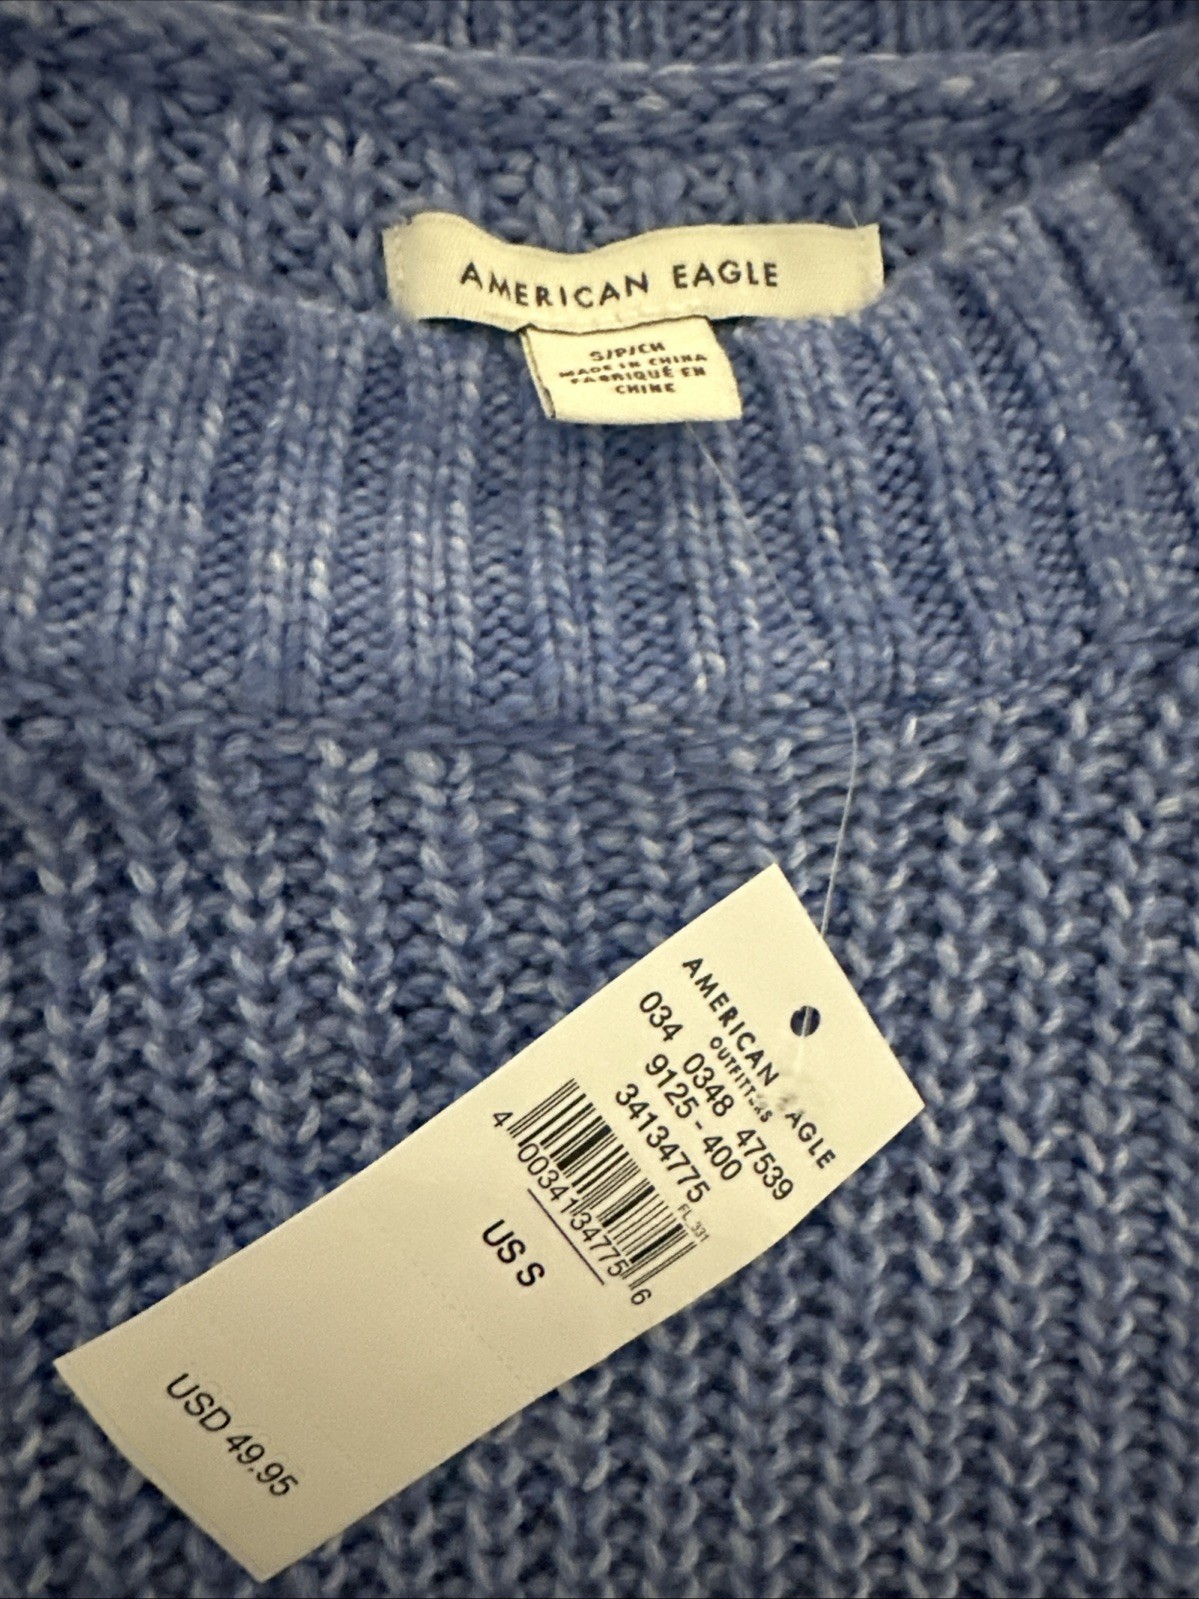 AMERICAN EAGLE
S/P/CH
MADE IN CHINA
FABRIQUÉ EN
CHINE
AMERICAN EAGLE
OUTFITTERS
034 0348 47539
9125-400
34134775
FL_331
4 00341 34775 6
US S
USD 49.95